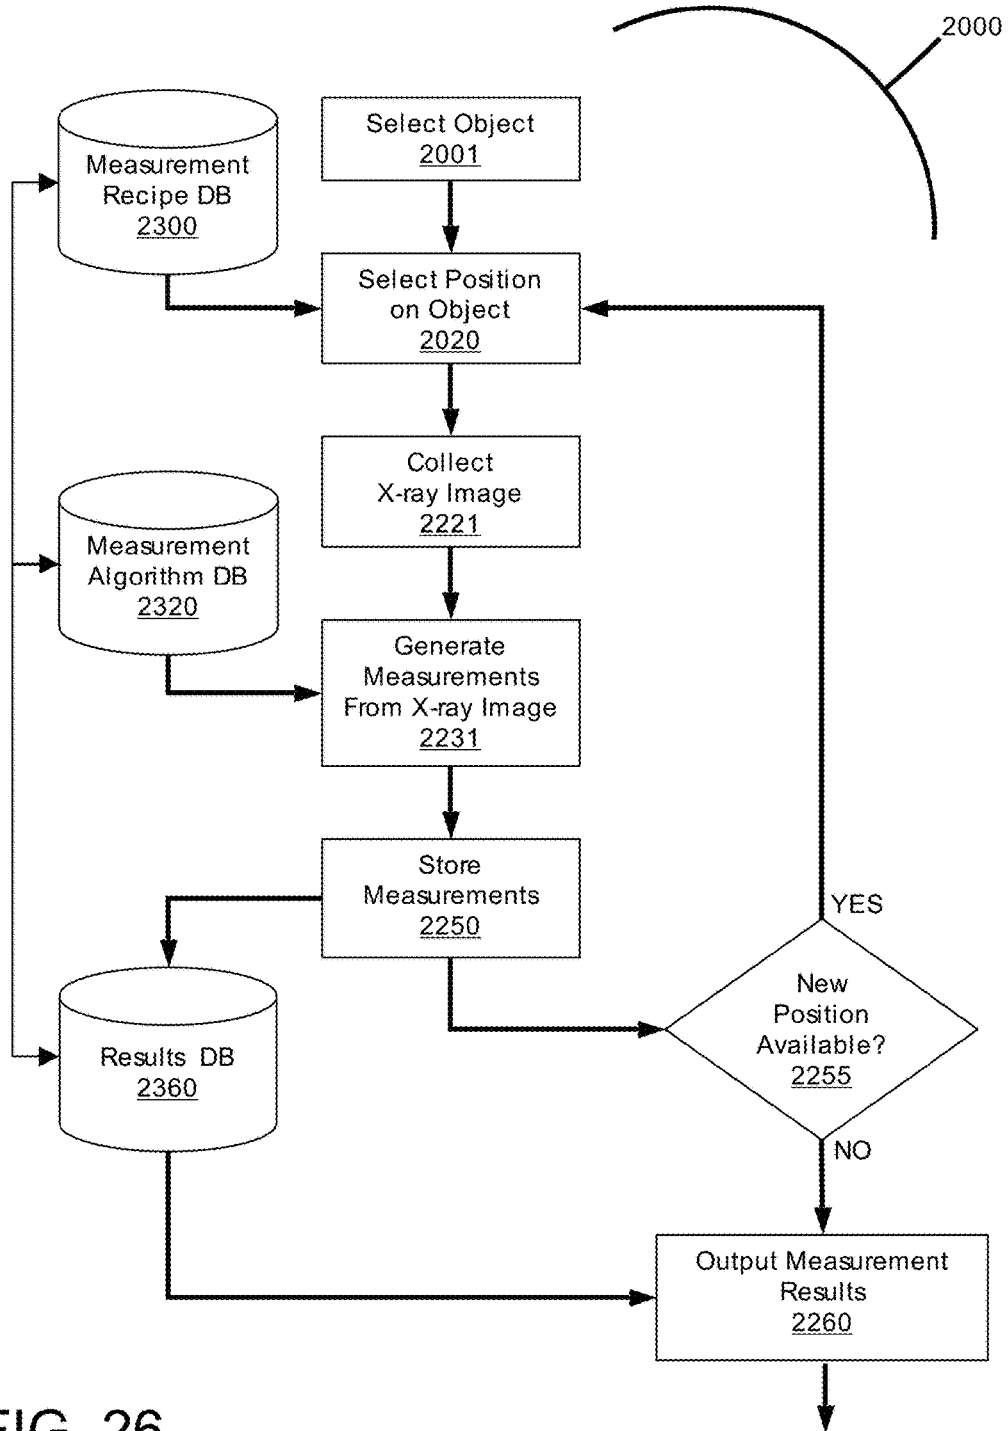 2000
Select Object
2001
Measurement
Recipe DB
2300
Select Position
on Object
2020
Collect
X-ray Image
2221
Measurement
Algorithm DB
2320
Generate
Measurements
From X-ray Image
2231
Store
Measurements
2250
YES
New
Position
Available?
2255
Results DB
2360
NO
Output Measurement
Results
2260
FIG. 26